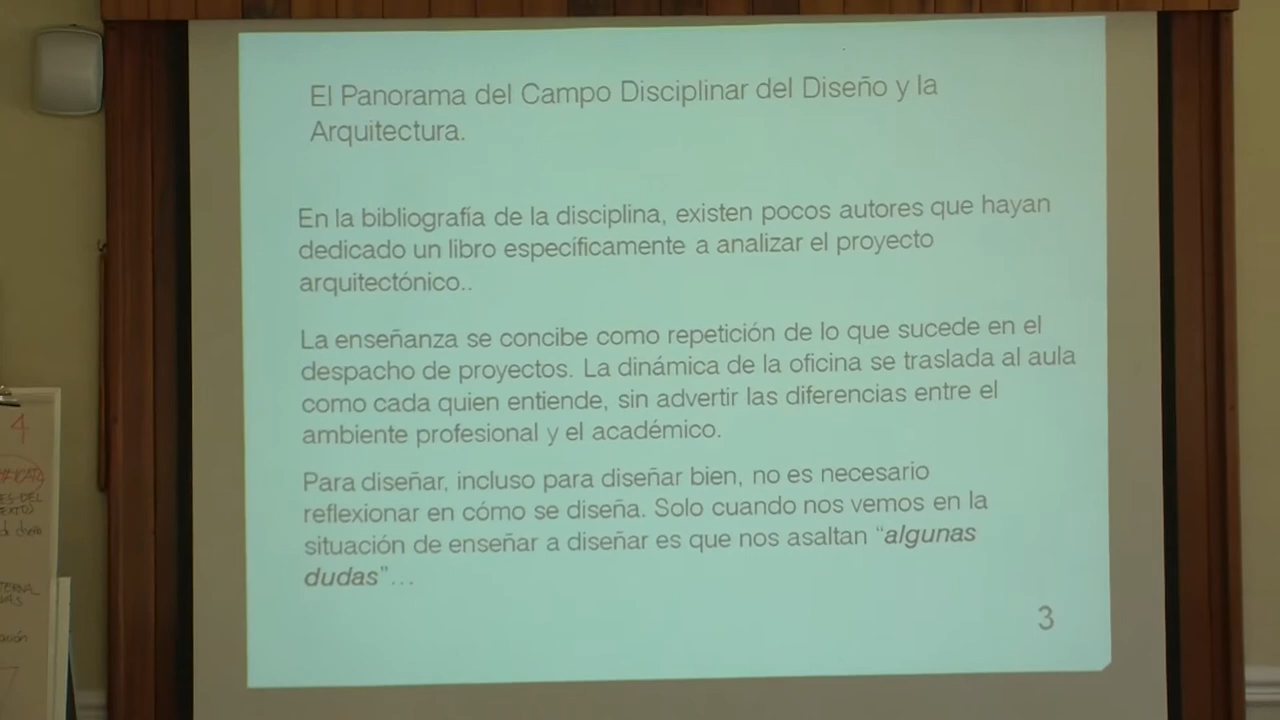 El Panorama del Campo Disciplinar del Diseño y la
Arquitectura.
En la bibliografía de la disciplina, existen pocos autores que hayan
dedicado un libro específicamente a analizar el proyecto
arquitectónico..
La enseñanza se concibe como repetición de lo que sucede en el
despacho de proyectos. La dinámica de la oficina se traslada al aula
como cada quien entiende, sin advertir las diferencias entre el
ambiente profesional y el académico.
Para diseñar, incluso para diseñar bien, no es necesario
reflexionar en cómo se diseña. Solo cuando nos vemos en la
situación de enseñar a diseñar es que nos asaltan “algunas
dudas”…
3
4